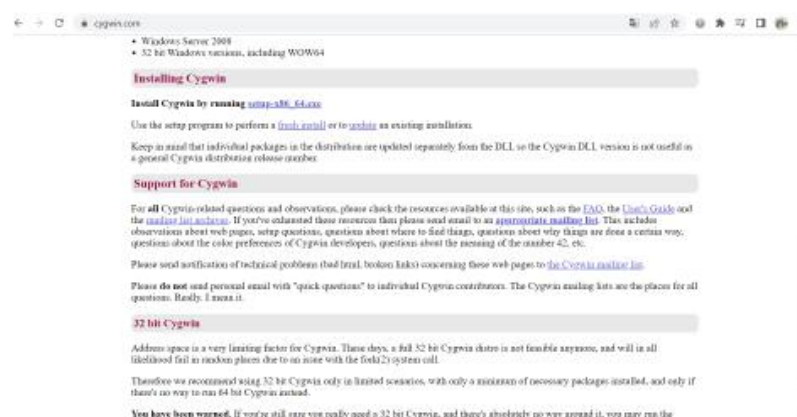 cygwin.com
• Windows Server 2008
• 32 bit Windows versions, including WOW64
Installing Cygwin
Install Cygwin by running setup-x86_64.exe
Use the setup program to perform a fresh install or to update an existing installation.
Keep in mind that individual packages in the distribution are updated separately from the DLL so the Cygwin DLL version is not useful as
a general Cygwin distribution release number.
Support for Cygwin
For all Cygwin-related questions and observations, please check the resources available at this site, such as the FAQ, the User's Guide and
the mailing list archives. If you've exhausted these resources then please send email to an appropriate mailing list. This includes
observations about web pages, setup questions, questions about where to find things, questions about why things are done a certain way,
questions about the color preferences of Cygwin developers, questions about the meaning of the number 42, etc.
Please send notification of technical problems (bad html, broken links) concerning these web pages to the Cygwin mailing list.
Please do not send personal email with "quick questions" to individual Cygwin contributors. The Cygwin mailing lists are the places for all
questions. Really. I mean it.
32 bit Cygwin
Address space is a very limiting factor for Cygwin. These days, a full 32 bit Cygwin distro is not feasible anymore, and will in all
likelihood fail in random places due to an issue with the fork(2) system call.
Therefore we recommend using 32 bit Cygwin only in limited scenarios, with only a minimum of necessary packages installed, and only if
there's no way to run 64 bit Cygwin instead.
You have been warned. If you're still sure you really need a 32 bit Cygwin, and there's absolutely no way around it, you may run the